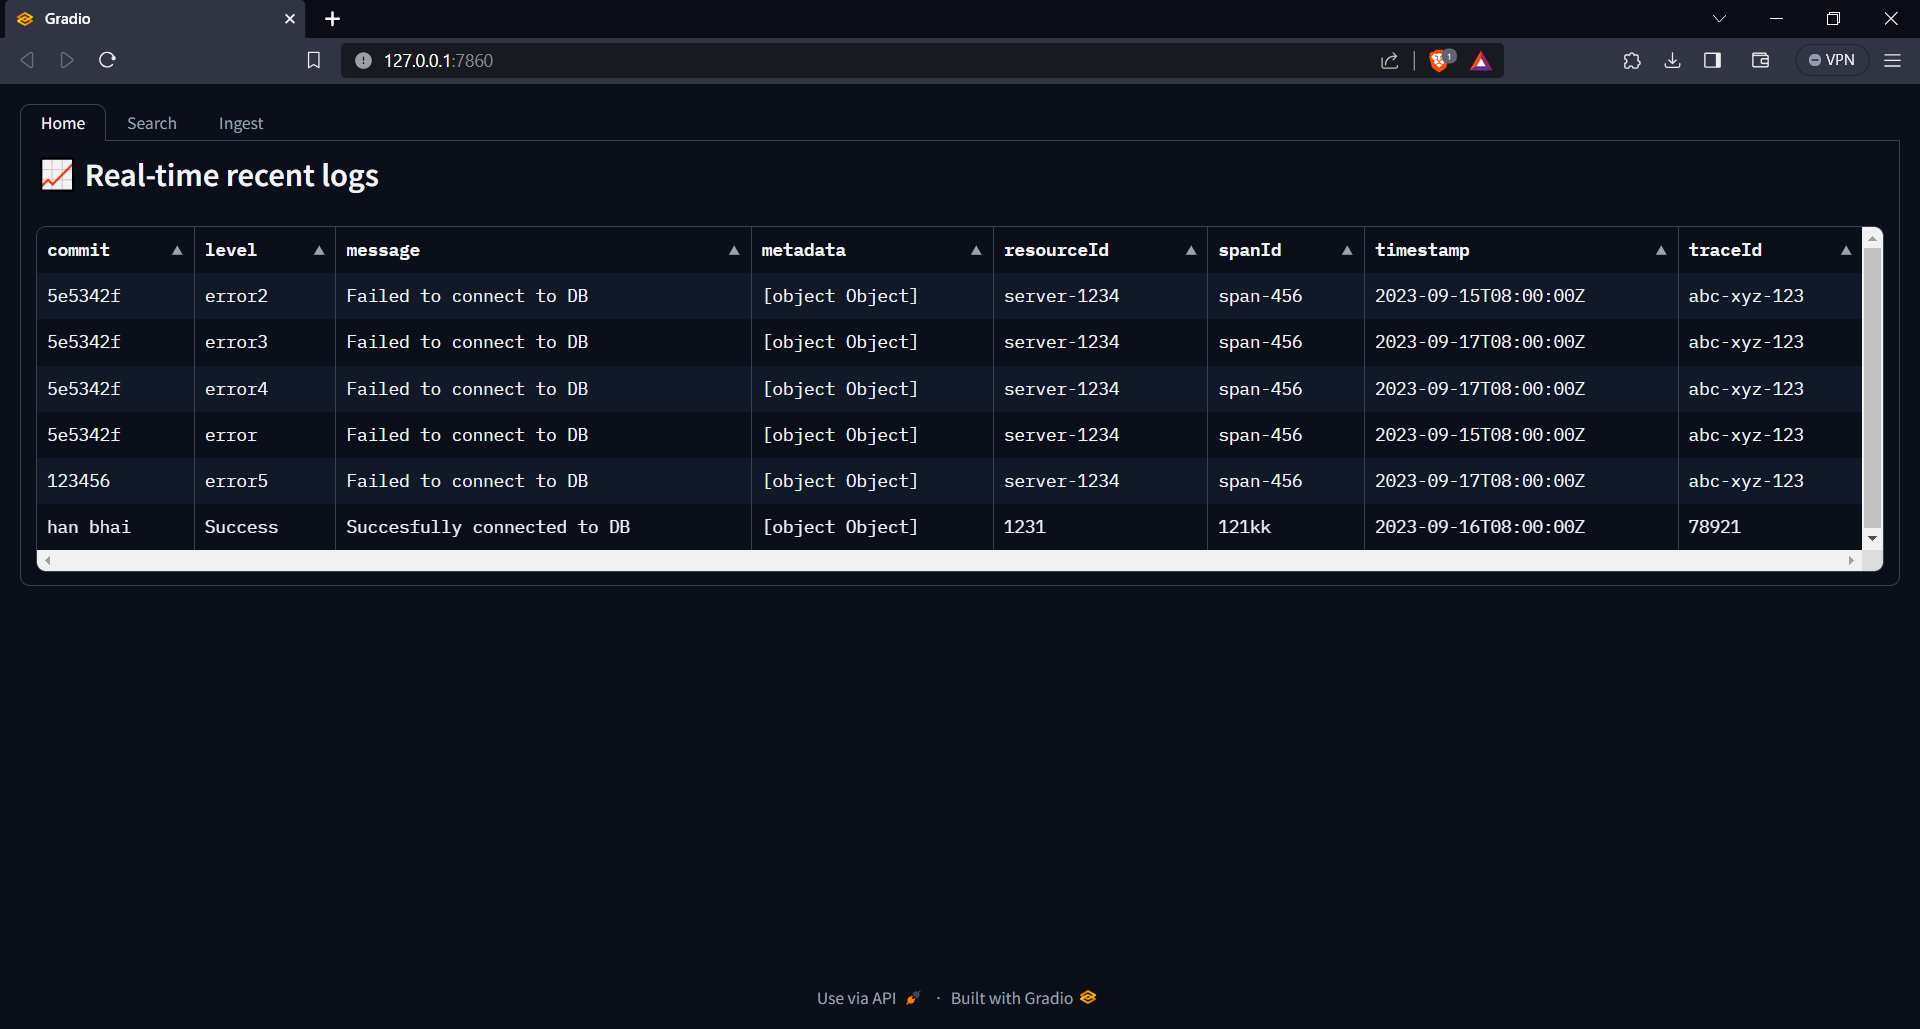 Gradio
127.0.0.1:7860
1
VPN
Home Search Ingest
Real-time recent logs
commit level message metadata resourceId spanId timestamp traceId
5e5342f error2 Failed to connect to DB [object Object] server-1234 span-456 2023-09-15T08:00:00Z abc-xyz-123
5e5342f error3 Failed to connect to DB [object Object] server-1234 span-456 2023-09-17T08:00:00Z abc-xyz-123
5e5342f error4 Failed to connect to DB [object Object] server-1234 span-456 2023-09-17T08:00:00Z abc-xyz-123
5e5342f error Failed to connect to DB [object Object] server-1234 span-456 2023-09-15T08:00:00Z abc-xyz-123
123456 error5 Failed to connect to DB [object Object] server-1234 span-456 2023-09-17T08:00:00Z abc-xyz-123
han bhai Success Succesfully connected to DB [object Object] 1231 121kk 2023-09-16T08:00:00Z 78921
Use via API · Built with Gradio